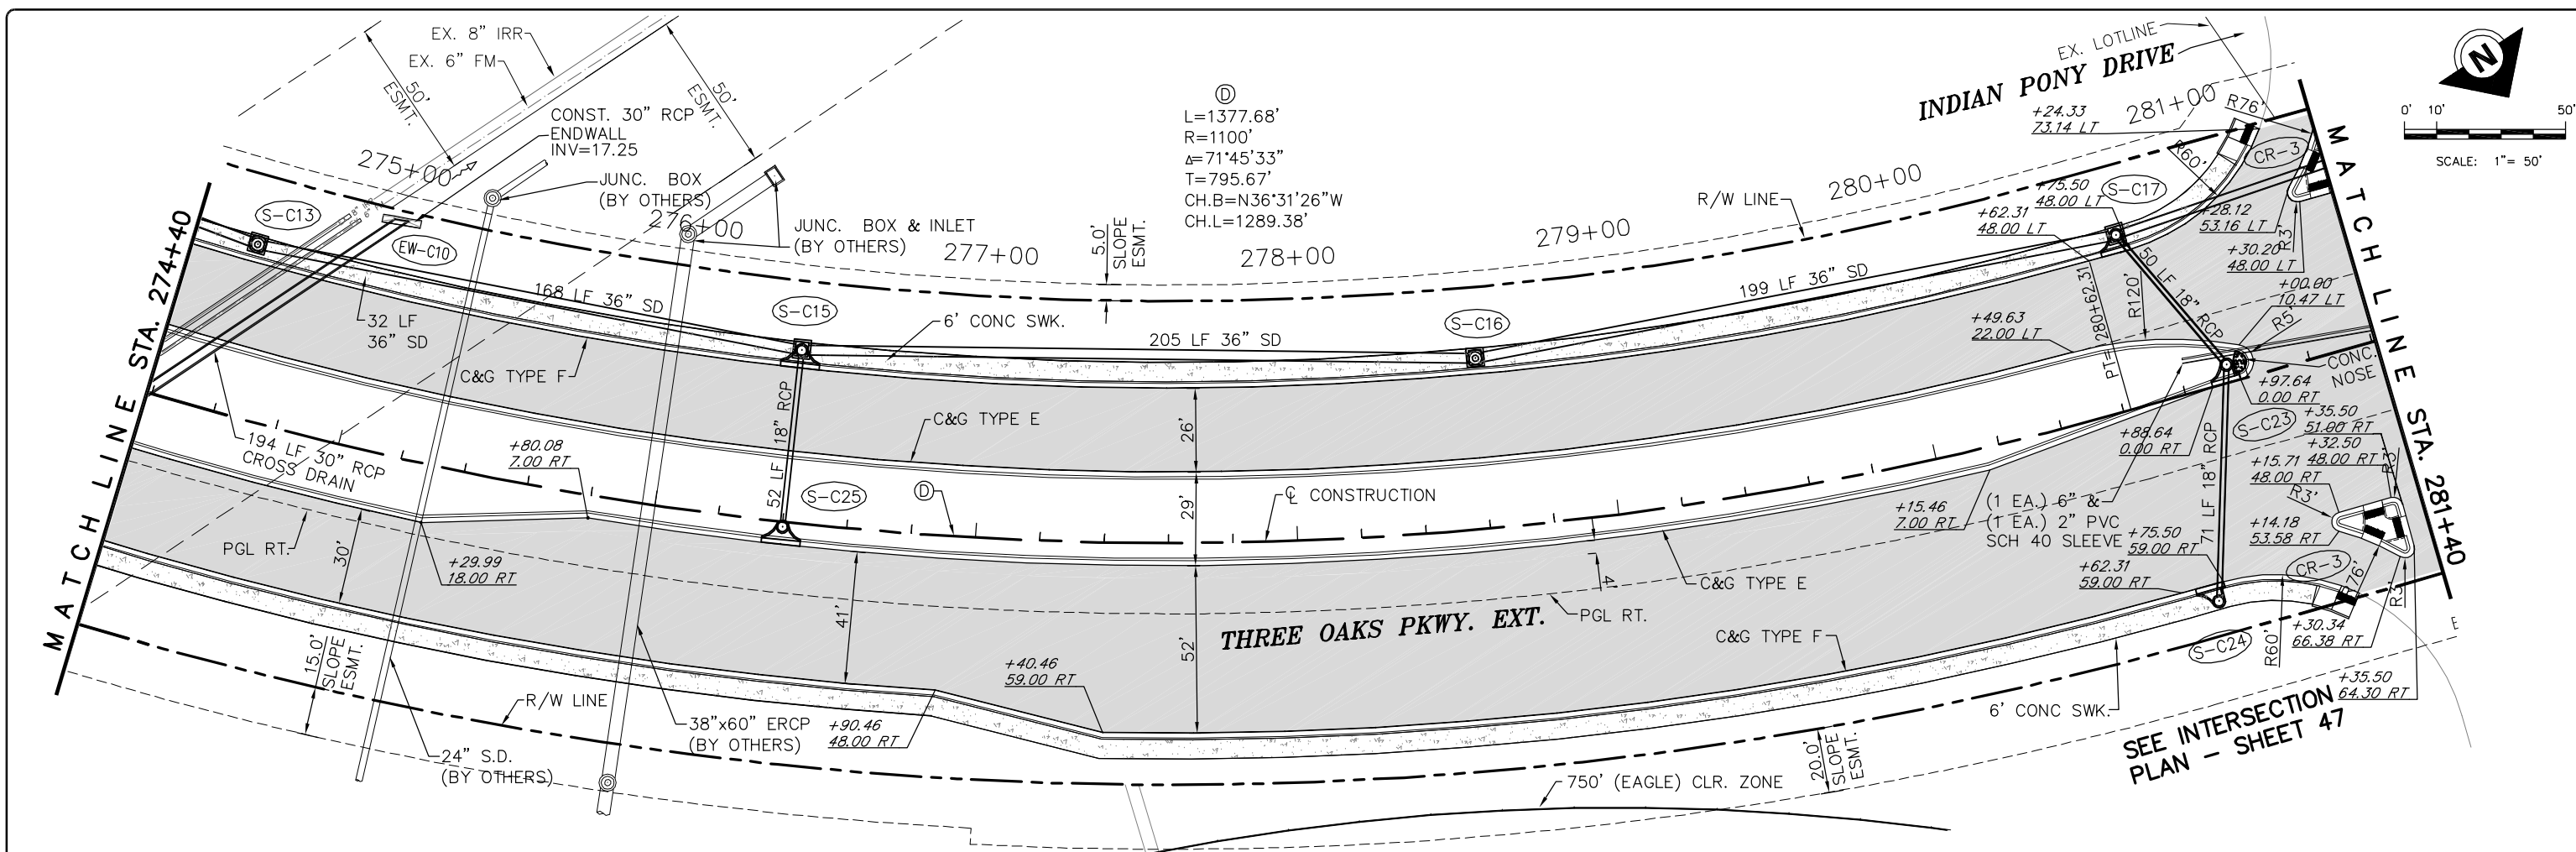 EX. 8" IRR
EX. 6" FM
50'
ESMT.
50'
ESMT.
CONST. 30" RCP
ENDWALL
INV=17.25
275+00
JUNC. BOX
(BY OTHERS)
276+00
JUNC. BOX & INLET
(BY OTHERS)
277+00
5.0'
SLOPE
ESMT.
278+00
279+00
280+00
281+00
D
L=1377.68'
R=1100'
Δ=71°45'33"
T=795.67'
CH.B=N36°31'26"W
CH.L=1289.38'
R/W LINE
INDIAN PONY DRIVE
EX. LOTLINE
+24.33
73.14 LT
R76'
R60'
CR-3
N
0' 10' 50'
SCALE: 1"= 50'
MATCH LINE STA. 274+40
S-C13
EW-C10
8" IRR
32 LF
36" SD
168 LF 36" SD
C&G TYPE F
S-C15
6' CONC SWK.
205 LF 36" SD
S-C16
199 LF 36" SD
+75.50
48.00 LT
S-C17
+62.31
48.00 LT
+28.12
53.16 LT
R3'
+30.20
48.00 LT
+00.00
10.47 LT
50 LF 18" RCP
R120'
R5'
PT= 280+62.31
+49.63
22.00 LT
CONC.
NOSE
+97.64
0.00 RT
S-C23
+88.64
0.00 RT
+35.50
51.00 RT
+32.50
48.00 RT
R3'
+15.71
48.00 RT
R3'
+14.18
53.58 RT
MATCH LINE STA. 281+40
194 LF 30" RCP
CROSS DRAIN
+80.08
7.00 RT
52 LF 18" RCP
S-C25
C&G TYPE E
26'
29'
D
℄ CONSTRUCTION
+15.46
7.00 RT
(1 EA.) 6" &
(1 EA.) 2" PVC
SCH 40 SLEEVE
71 LF 18" RCP
+75.50
59.00 RT
+62.31
59.00 RT
CR-3
R76'
R3'
PGL RT.
30'
+29.99
18.00 RT
41'
52'
4'
C&G TYPE E
PGL RT.
THREE OAKS PKWY. EXT.
C&G TYPE F
+40.46
59.00 RT
15.0'
SLOPE
ESMT.
R/W LINE
24" S.D.
(BY OTHERS)
38"x60" ERCP
(BY OTHERS)
+90.46
48.00 RT
750' (EAGLE) CLR. ZONE
20.0'
SLOPE
ESMT.
6' CONC SWK.
S-C24
R60'
+30.34
66.38 RT
+35.50
64.30 RT
SEE INTERSECTION
PLAN - SHEET 47